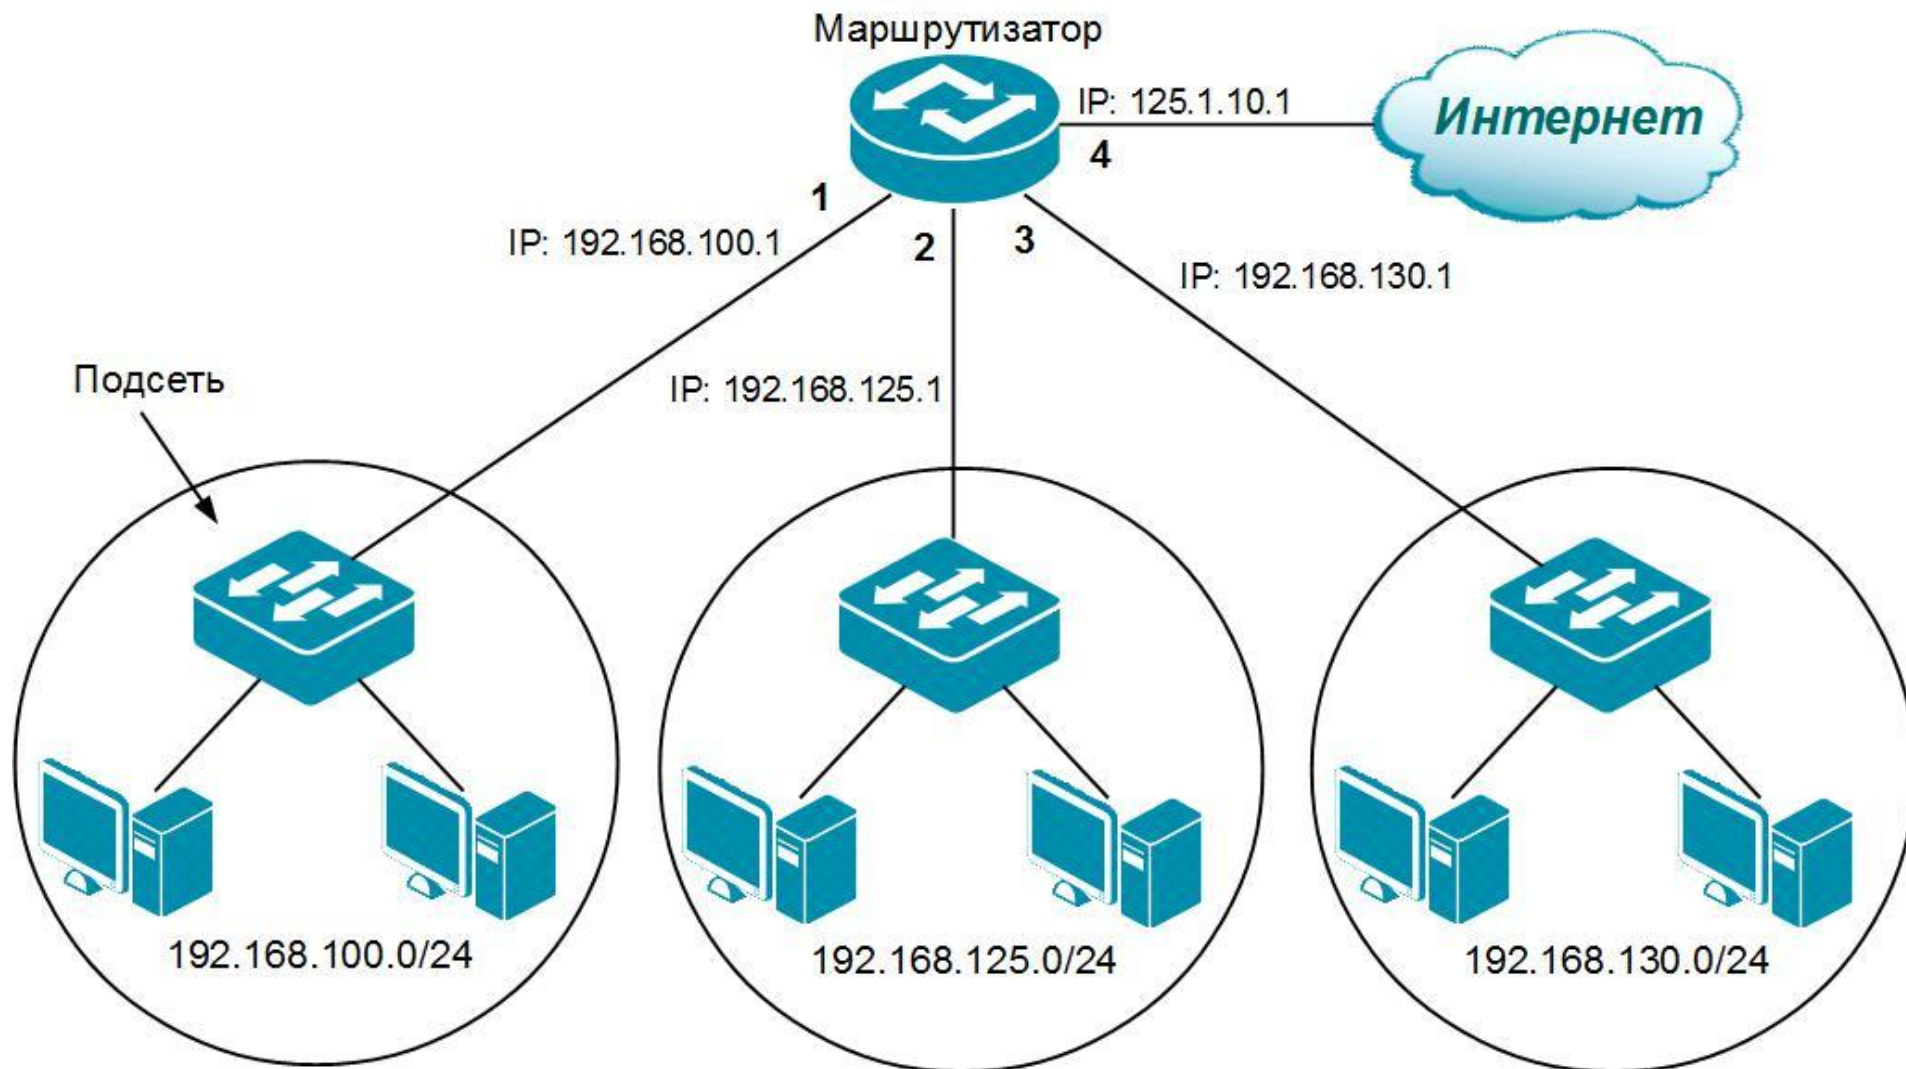 Маршрутизатор
IP: 125.1.10.1
Интернет
4
1
2
3
IP: 192.168.100.1
IP: 192.168.130.1
Подсеть
IP: 192.168.125.1
192.168.100.0/24
192.168.125.0/24
192.168.130.0/24